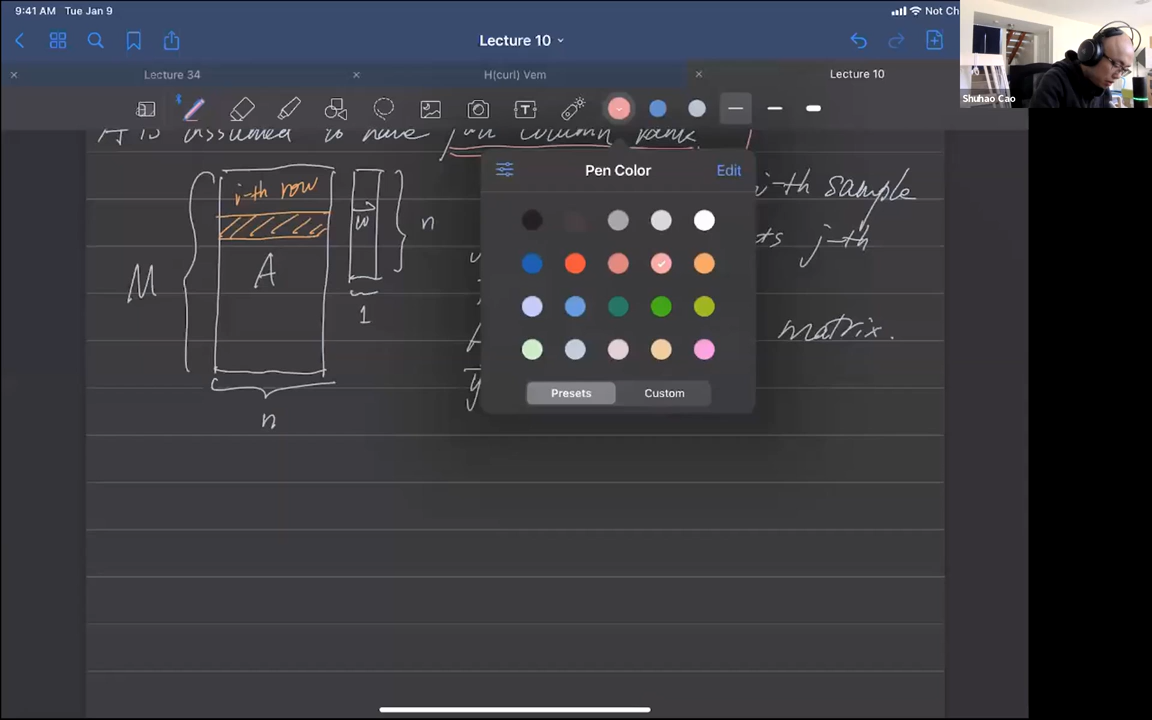 9:41 AM Tue Jan 9
Not Ch
Lecture 10
Lecture 34
H(curl) Vem
Lecture 10
Shuhao Cao
A is assumed to have full column rank.
Pen Color
Edit
i-th row
j-th sample
w
n
j-th
A
M
1
matrix.
y
n
Presets
Custom